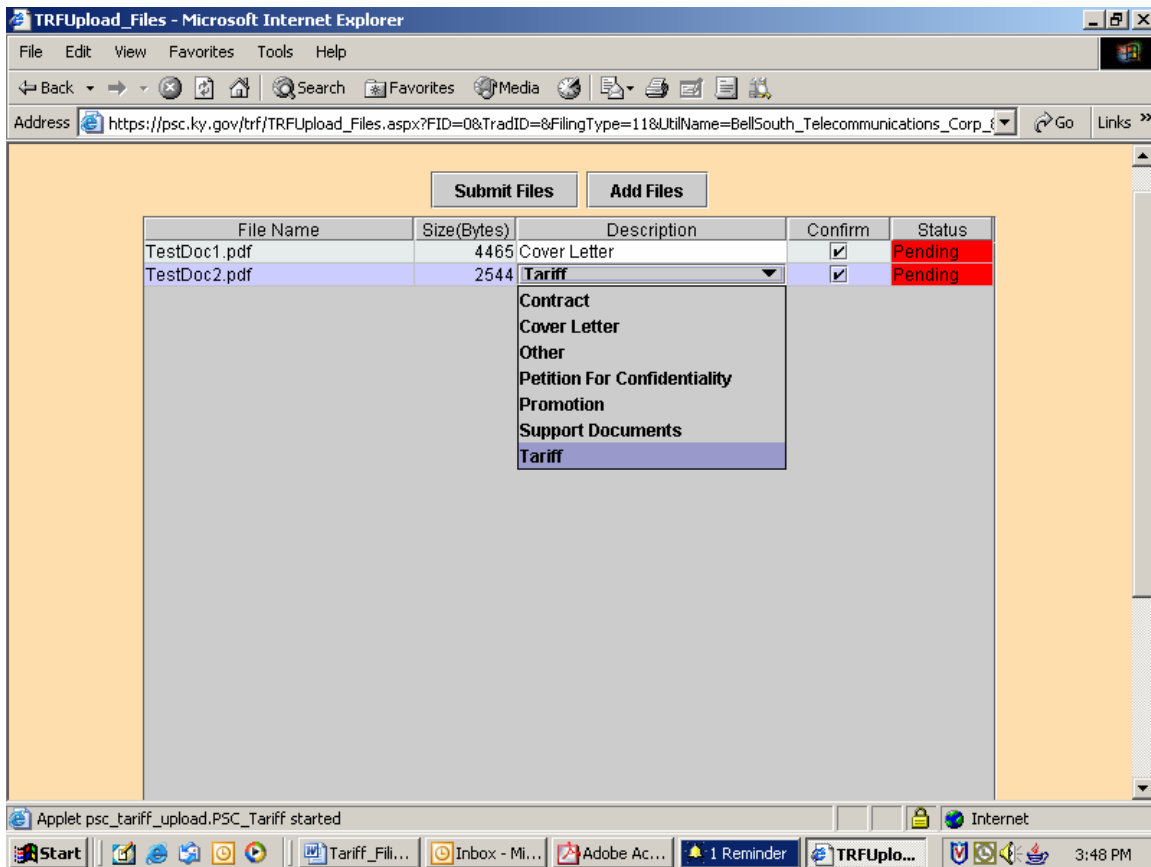 TRFUpload_Files - Microsoft Internet Explorer
File Edit View Favorites Tools Help
Back Search Favorites Media
Address https://psc.ky.gov/trf/TRFUpload_Files.aspx?FID=0&TradID=&FilingType=11&UtilName=BellSouth_Telecommunications_Corp_ Go Links »
Submit Files Add Files
File Name Size(Bytes) Description Confirm Status
TestDoc1.pdf 4465 Cover Letter Pending
TestDoc2.pdf 2544 Tariff Pending
Contract
Cover Letter
Other
Petition For Confidentiality
Promotion
Support Documents
Tariff
Applet psc_tariff_upload.PSC_Tariff started Internet
Start Tariff_Fili... Inbox - Mi... Adobe Ac... 1 Reminder TRFUplo... 3:48 PM